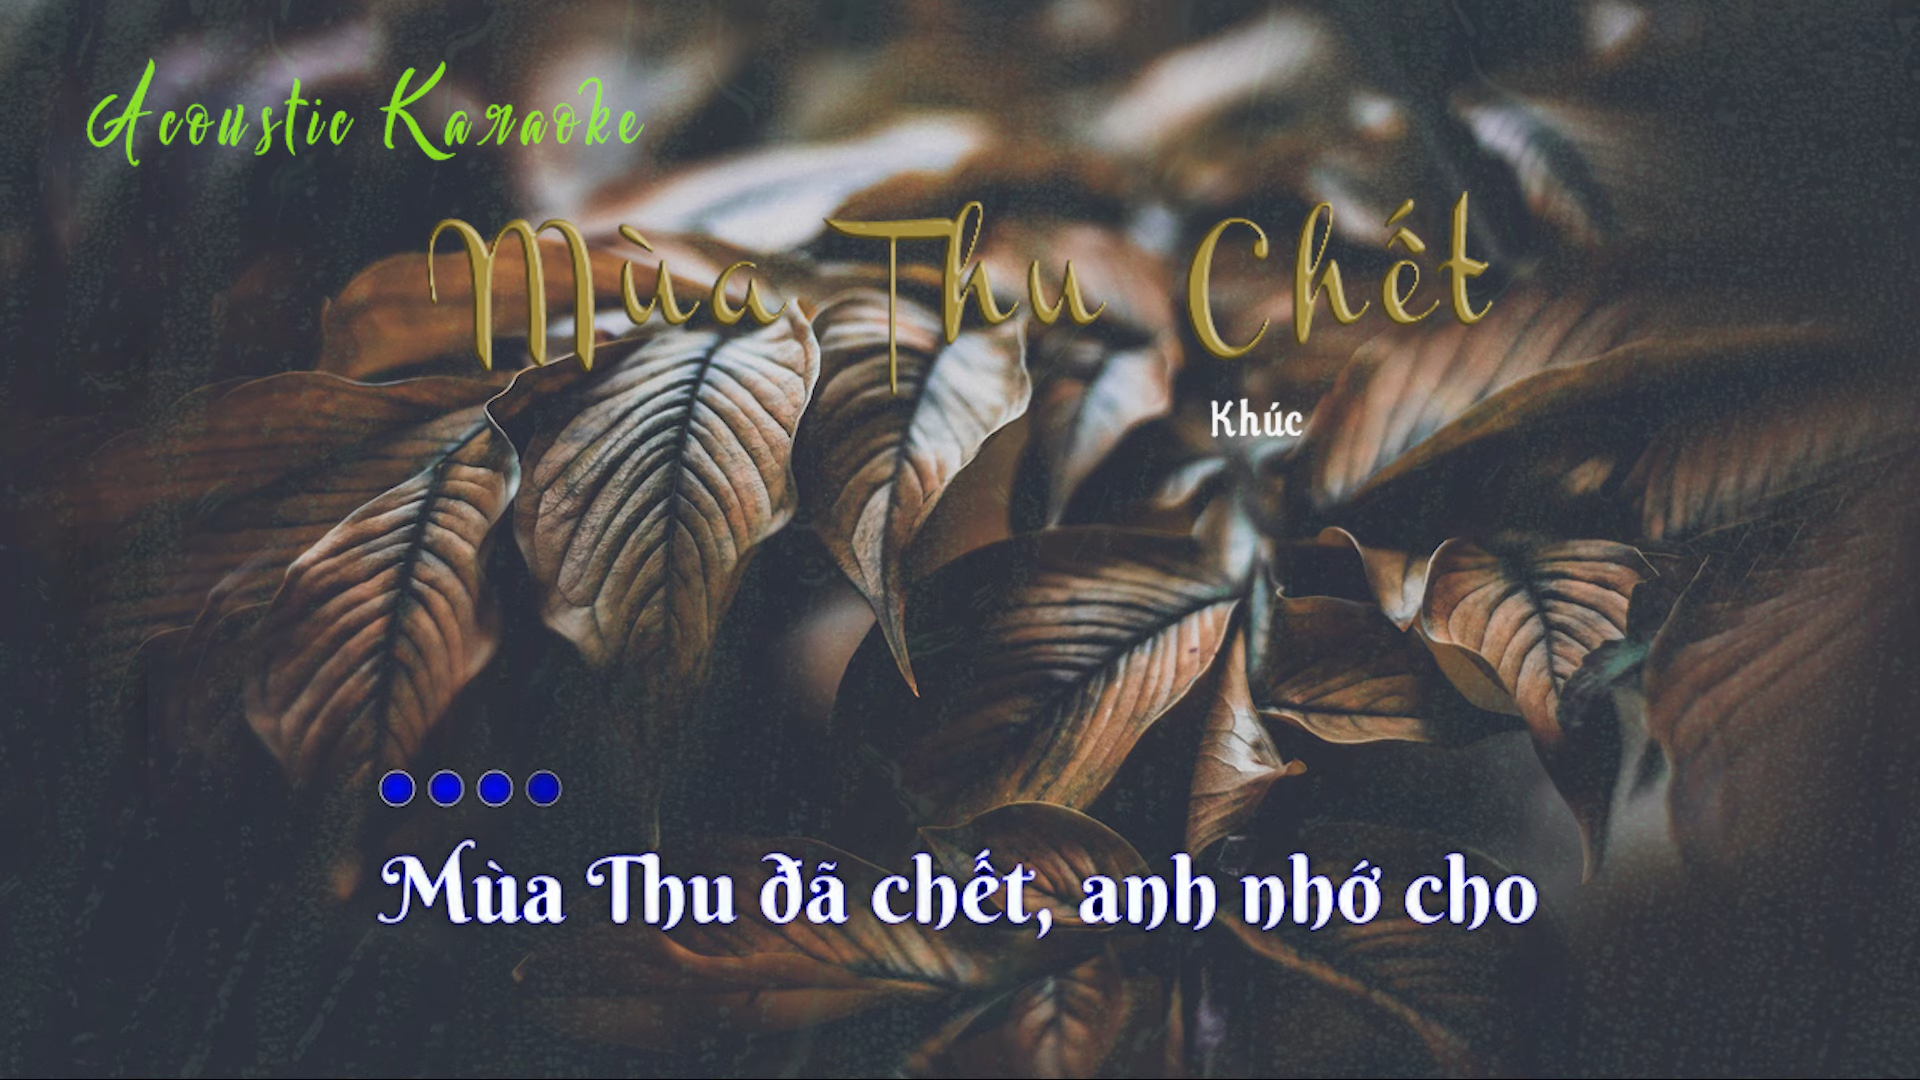 Acoustic Karaoke
Mùa Thu Chết
Khúc
Mùa Thu đã chết, anh nhớ cho